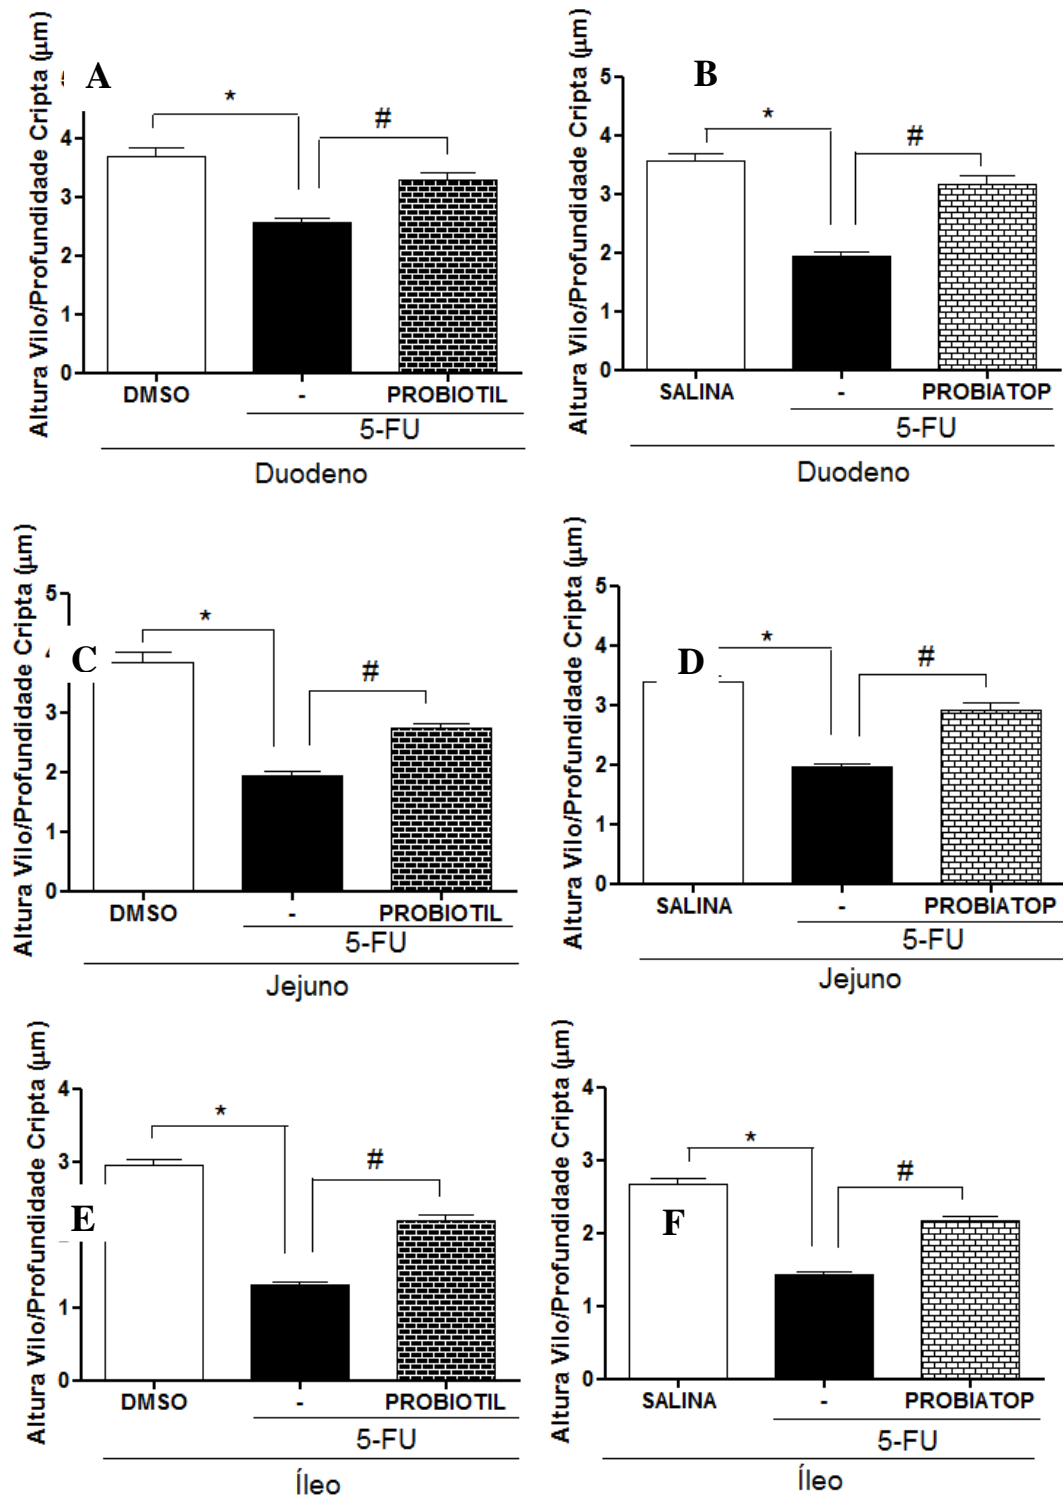 Altura Vilo/Profundidade Cripta (µm)
A
4
3
2
1
0
*
#
DMSO
-
PROBIOTIL
5-FU
Duodeno
Altura Vilo/Profundidade Cripta (µm)
B
5
4
3
2
1
0
*
#
SALINA
-
PROBIATOP
5-FU
Duodeno
Altura Vilo/Profundidade Cripta (µm)
C
5
3
2
1
0
*
#
DMSO
-
PROBIOTIL
5-FU
Jejuno
Altura Vilo/Profundidade Cripta (µm)
D
5
4
3
2
1
0
*
#
SALINA
-
PROBIATOP
5-FU
Jejuno
Altura Vilo/Profundidade Cripta (µm)
E
4
3
1
0
*
#
DMSO
-
PROBIOTIL
5-FU
Íleo
Altura Vilo/Profundidade Cripta (µm)
F
4
3
2
1
0
*
#
SALINA
-
PROBIATOP
5-FU
Íleo